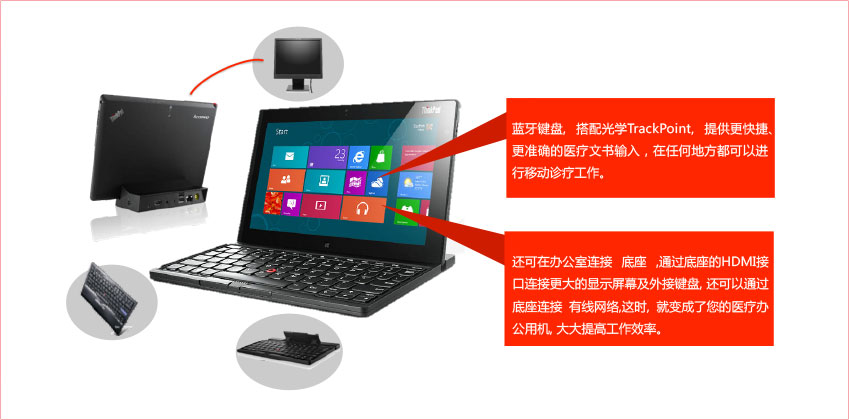 ThinkPad
Lenovo
ThinkPad
Start
23
蓝牙键盘, 搭配光学TrackPoint, 提供更快捷、
更准确的医疗文书输入,在任何地方都可以进
行移动诊疗工作。
还可在办公室连接 底座 ,通过底座的HDMI接
口连接更大的显示屏幕及外接键盘, 还可以通过
底座连接 有线网络,这时, 就变成了您的医疗办
公用机, 大大提高工作效率。